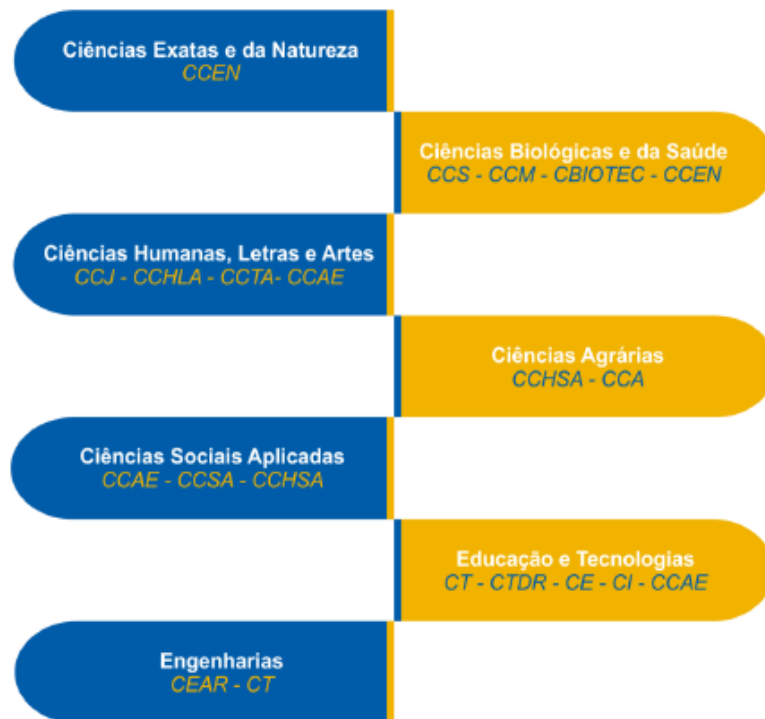 Ciências Exatas e da Natureza
CCEN
Ciências Biológicas e da Saúde
CCS - CCM - CBIOTEC - CCEN
Ciências Humanas, Letras e Artes
CCJ - CCHLA - CCTA- CCAE
Ciências Agrárias
CCHSA - CCA
Ciências Sociais Aplicadas
CCAE - CCSA - CCHSA
Educação e Tecnologias
CT - CTDR - CE - CI - CCAE
Engenharias
CEAR - CT